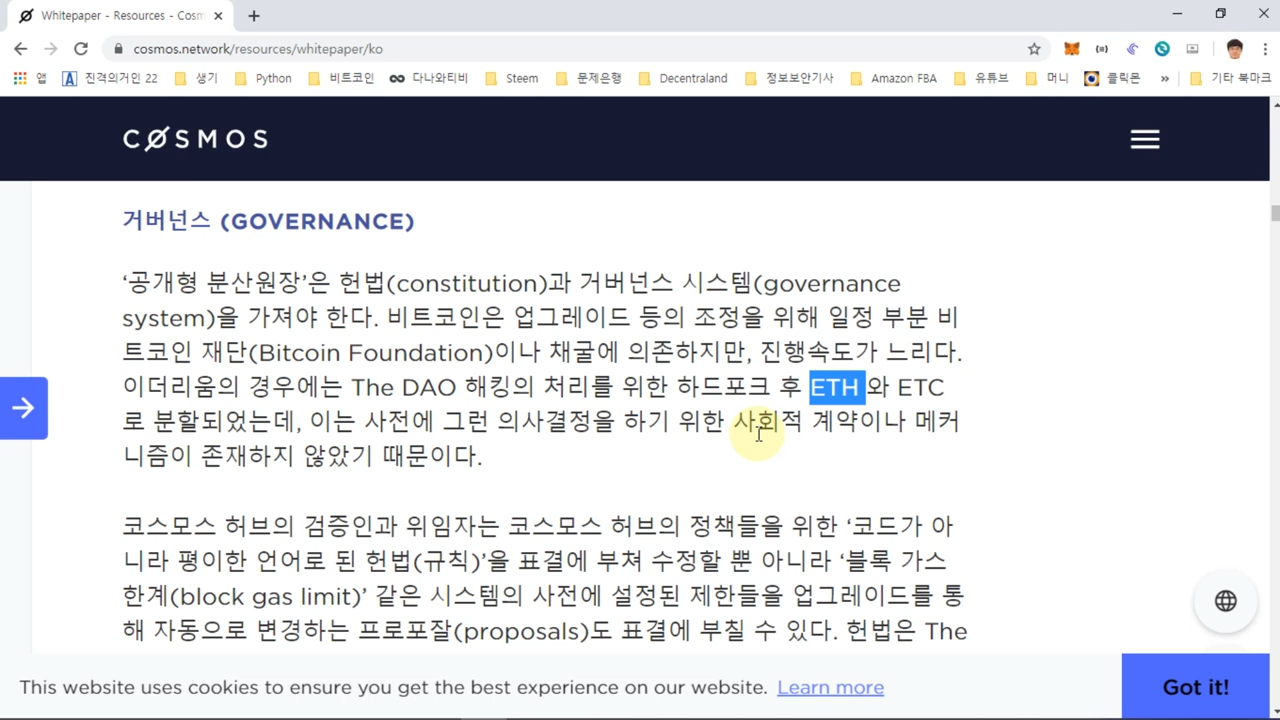 Whitepaper - Resources - Cosm
cosmos.network/resources/whitepaper/ko
앱 진격의거인 22 생기 Python 비트코인 다나와티비 Steem 문제은행 Decentraland 정보보안기사 Amazon FBA 유튜브 머니 클릭몬 » 기타 북마크
CØSMOS
거버넌스 (GOVERNANCE)
‘공개형 분산원장’은 헌법(constitution)과 거버넌스 시스템(governance
system)을 가져야 한다. 비트코인은 업그레이드 등의 조정을 위해 일정 부분 비
트코인 재단(Bitcoin Foundation)이나 채굴에 의존하지만, 진행속도가 느리다.
이더리움의 경우에는 The DAO 해킹의 처리를 위한 하드포크 후 ETH 와 ETC
로 분할되었는데, 이는 사전에 그런 의사결정을 하기 위한 사회적 계약이나 메커
니즘이 존재하지 않았기 때문이다.
코스모스 허브의 검증인과 위임자는 코스모스 허브의 정책들을 위한 ‘코드가 아
니라 평이한 언어로 된 헌법(규칙)’을 표결에 부쳐 수정할 뿐 아니라 ‘블록 가스
한계(block gas limit)’ 같은 시스템의 사전에 설정된 제한들을 업그레이드를 통
해 자동으로 변경하는 프로포잘(proposals)도 표결에 부칠 수 있다. 헌법은 The
This website uses cookies to ensure you get the best experience on our website. Learn more
Got it!